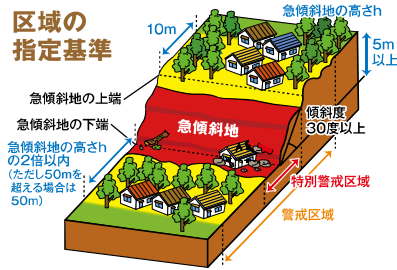 区域の
指定基準
10m
急傾斜地の高さh
5m
以上
急傾斜地の上端
急傾斜地の下端
急傾斜地
傾斜度
30度以上
急傾斜地の高さh
の2倍以内
(ただし50mを
超える場合は
50m)
特別警戒区域
警戒区域